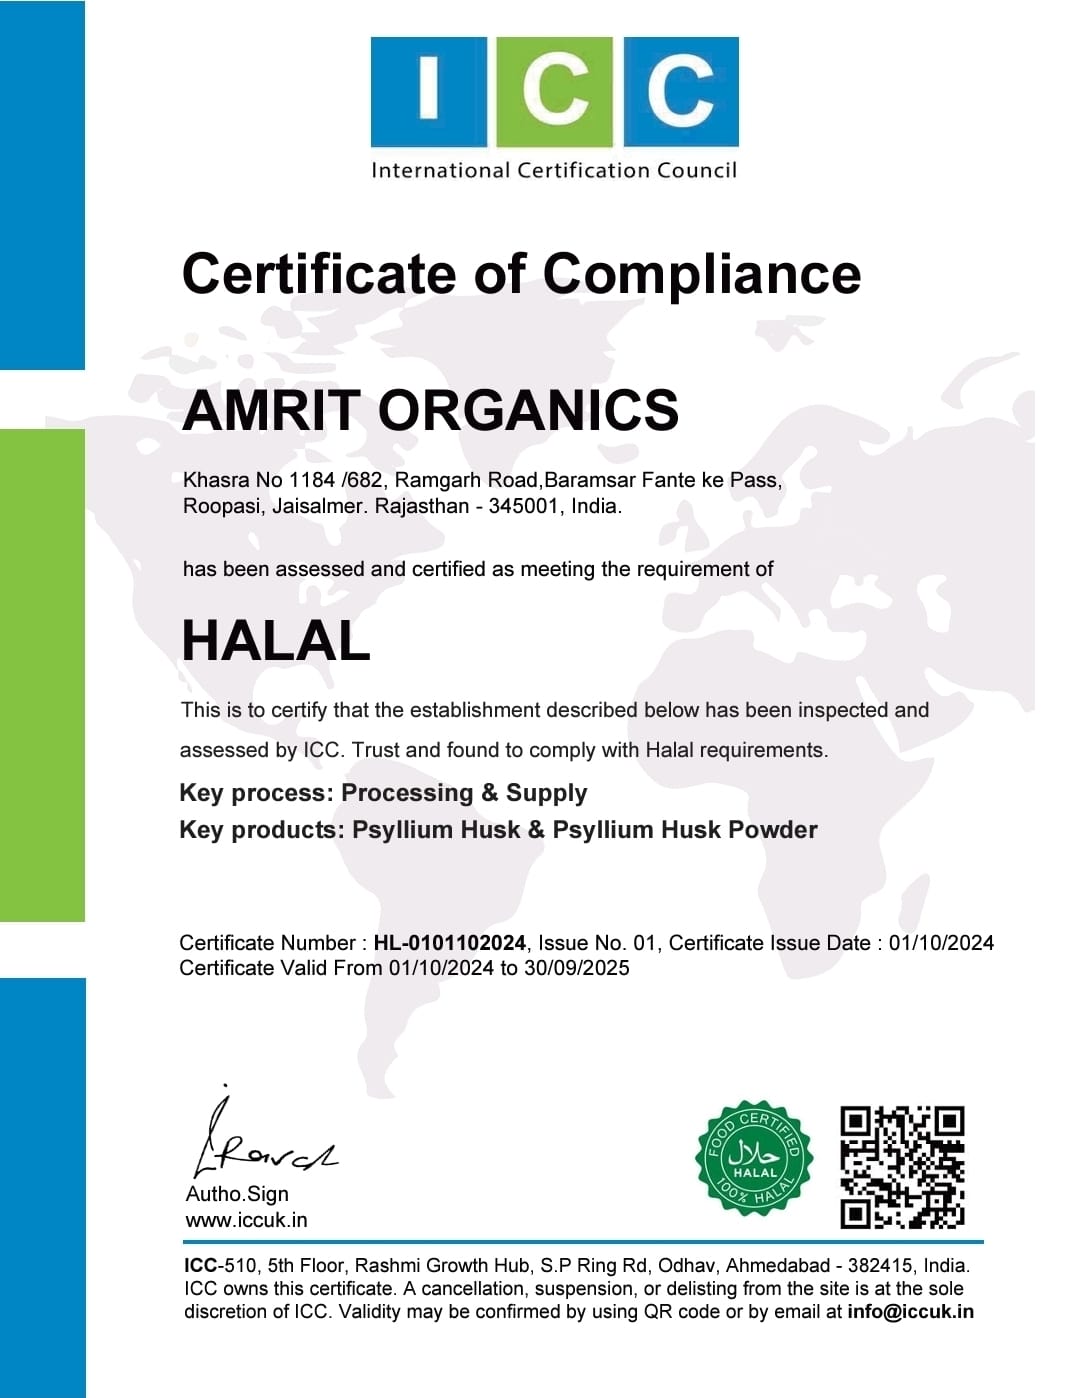 I C C
International Certification Council
Certificate of Compliance
AMRIT ORGANICS
Khasra No 1184 /682, Ramgarh Road,Baramsar Fante ke Pass,
Roopasi, Jaisalmer. Rajasthan - 345001, India.
has been assessed and certified as meeting the requirement of
HALAL
This is to certify that the establishment described below has been inspected and
assessed by ICC. Trust and found to comply with Halal requirements.
Key process: Processing & Supply
Key products: Psyllium Husk & Psyllium Husk Powder
Certificate Number : HL-0101102024, Issue No. 01, Certificate Issue Date : 01/10/2024
Certificate Valid From 01/10/2024 to 30/09/2025
Autho.Sign
www.iccuk.in
FOOD CERTIFIED
حلال
HALAL
100% HALAL
ICC-510, 5th Floor, Rashmi Growth Hub, S.P Ring Rd, Odhav, Ahmedabad - 382415, India.
ICC owns this certificate. A cancellation, suspension, or delisting from the site is at the sole
discretion of ICC. Validity may be confirmed by using QR code or by email at info@iccuk.in